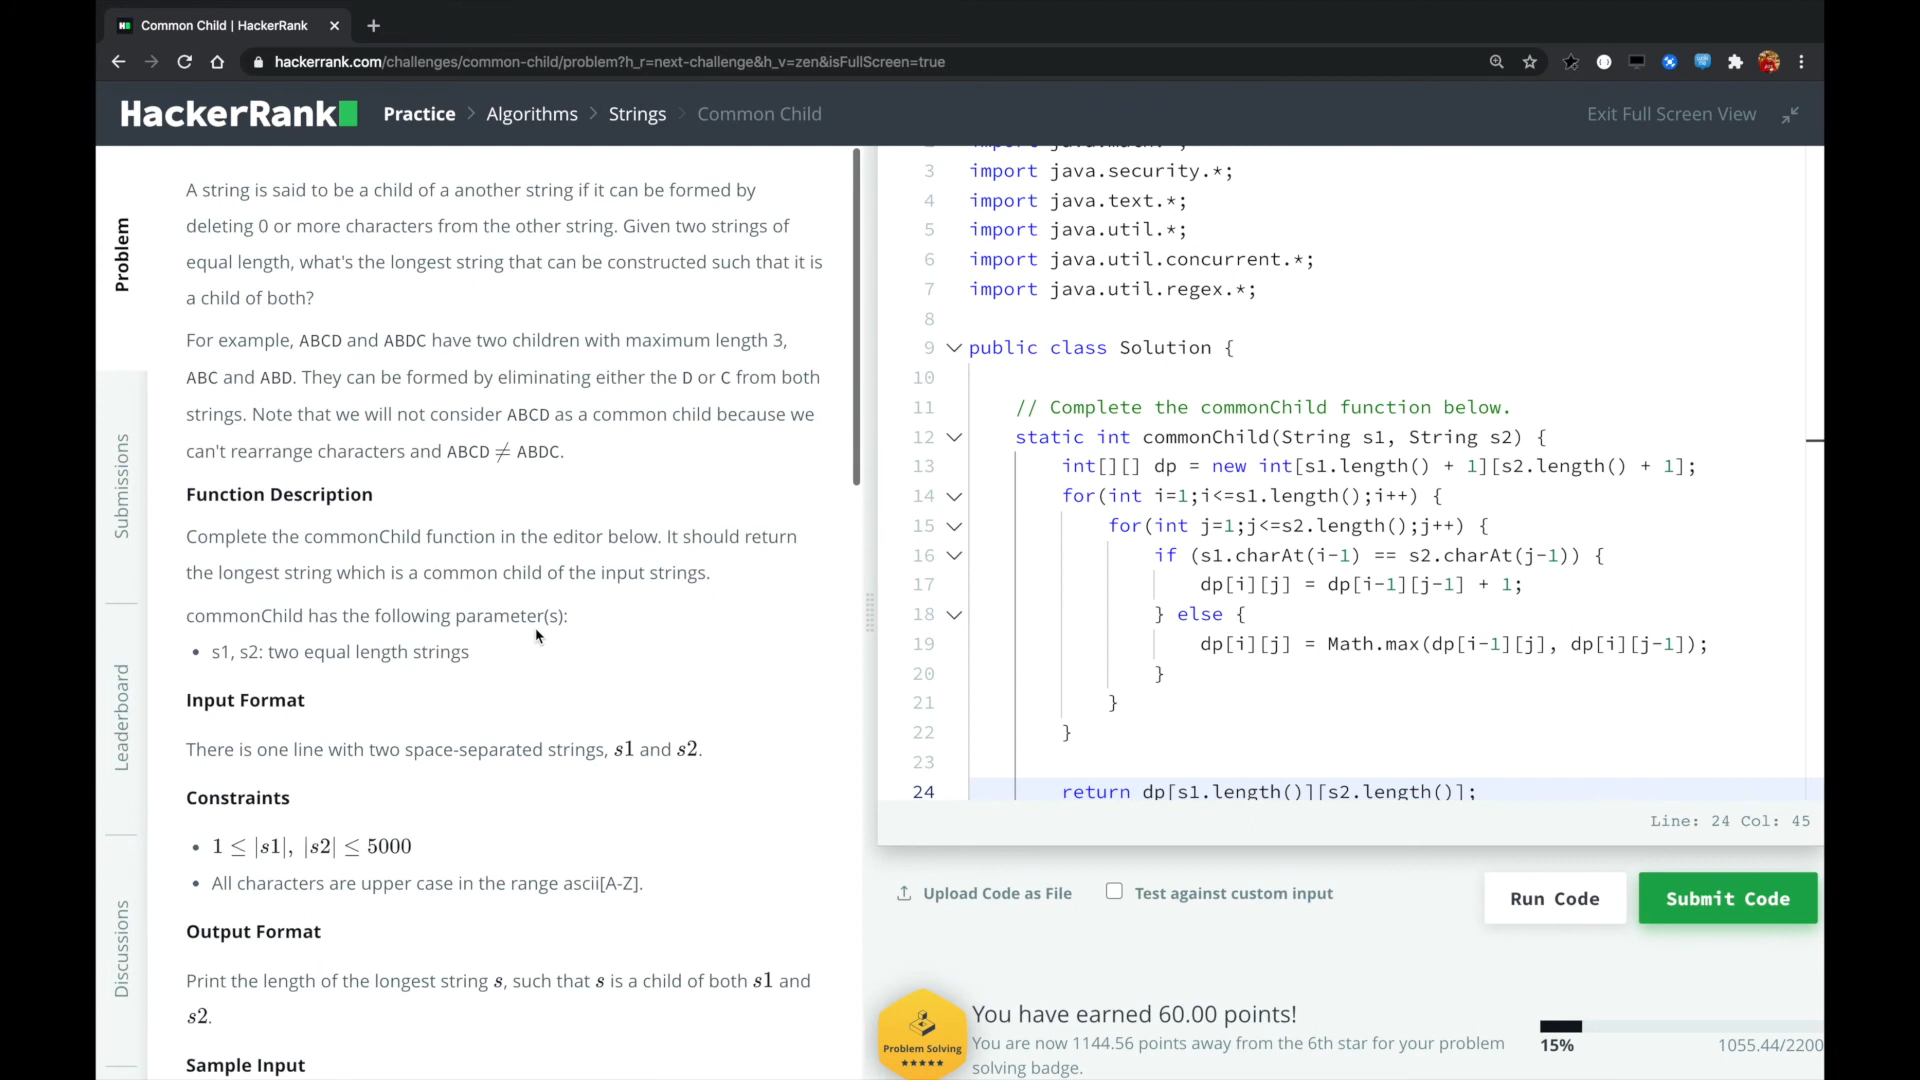 Common Child | HackerRank
hackerrank.com/challenges/common-child/problem?h_r=next-challenge&h_v=zen&isFullScreen=true
HackerRank Practice > Algorithms > Strings > Common Child
Exit Full Screen View
Problem
Submissions
Leaderboard
Discussions
A string is said to be a child of a another string if it can be formed by
deleting 0 or more characters from the other string. Given two strings of
equal length, what's the longest string that can be constructed such that it is
a child of both?
For example, ABCD and ABDC have two children with maximum length 3,
ABC and ABD. They can be formed by eliminating either the D or C from both
strings. Note that we will not consider ABCD as a common child because we
can't rearrange characters and ABCD ≠ ABDC.
Function Description
Complete the commonChild function in the editor below. It should return
the longest string which is a common child of the input strings.
commonChild has the following parameter(s):
• s1, s2: two equal length strings
Input Format
There is one line with two space-separated strings, s1 and s2.
Constraints
• 1 ≤ |s1|, |s2| ≤ 5000
• All characters are upper case in the range ascii[A-Z].
Output Format
Print the length of the longest string s, such that s is a child of both s1 and
s2.
Sample Input
3 import java.security.*;
4 import java.text.*;
5 import java.util.*;
6 import java.util.concurrent.*;
7 import java.util.regex.*;
8
9 public class Solution {
10
11 // Complete the commonChild function below.
12 static int commonChild(String s1, String s2) {
13 int[][] dp = new int[s1.length() + 1][s2.length() + 1];
14 for(int i=1;i<=s1.length();i++) {
15 for(int j=1;j<=s2.length();j++) {
16 if (s1.charAt(i-1) == s2.charAt(j-1)) {
17 dp[i][j] = dp[i-1][j-1] + 1;
18 } else {
19 dp[i][j] = Math.max(dp[i-1][j], dp[i][j-1]);
20 }
21 }
22 }
23
24 return dp[s1.length()][s2.length()];
Line: 24 Col: 45
Upload Code as File
Test against custom input
Run Code
Submit Code
Problem Solving
You have earned 60.00 points!
You are now 1144.56 points away from the 6th star for your problem
solving badge.
15%
1055.44/2200